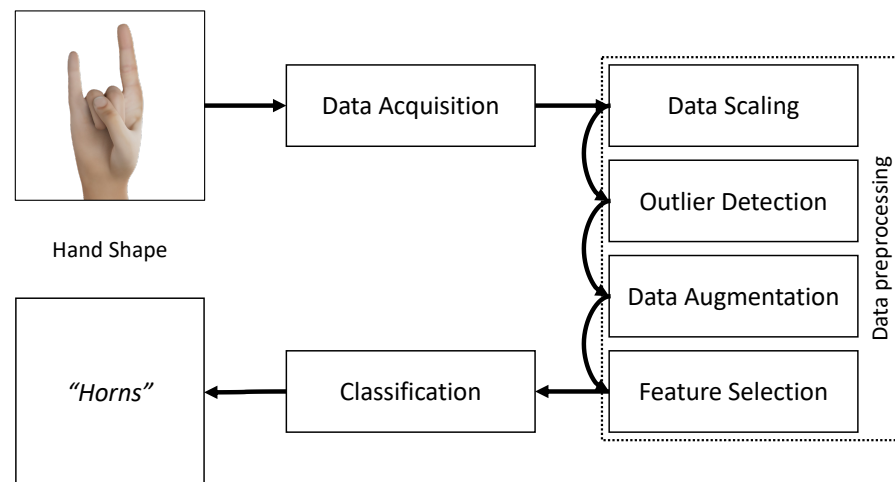 Hand Shape
Data Acquisition
Data Scaling
Outlier Detection
Data Augmentation
Feature Selection
Data preprocessing
Classification
“Horns”